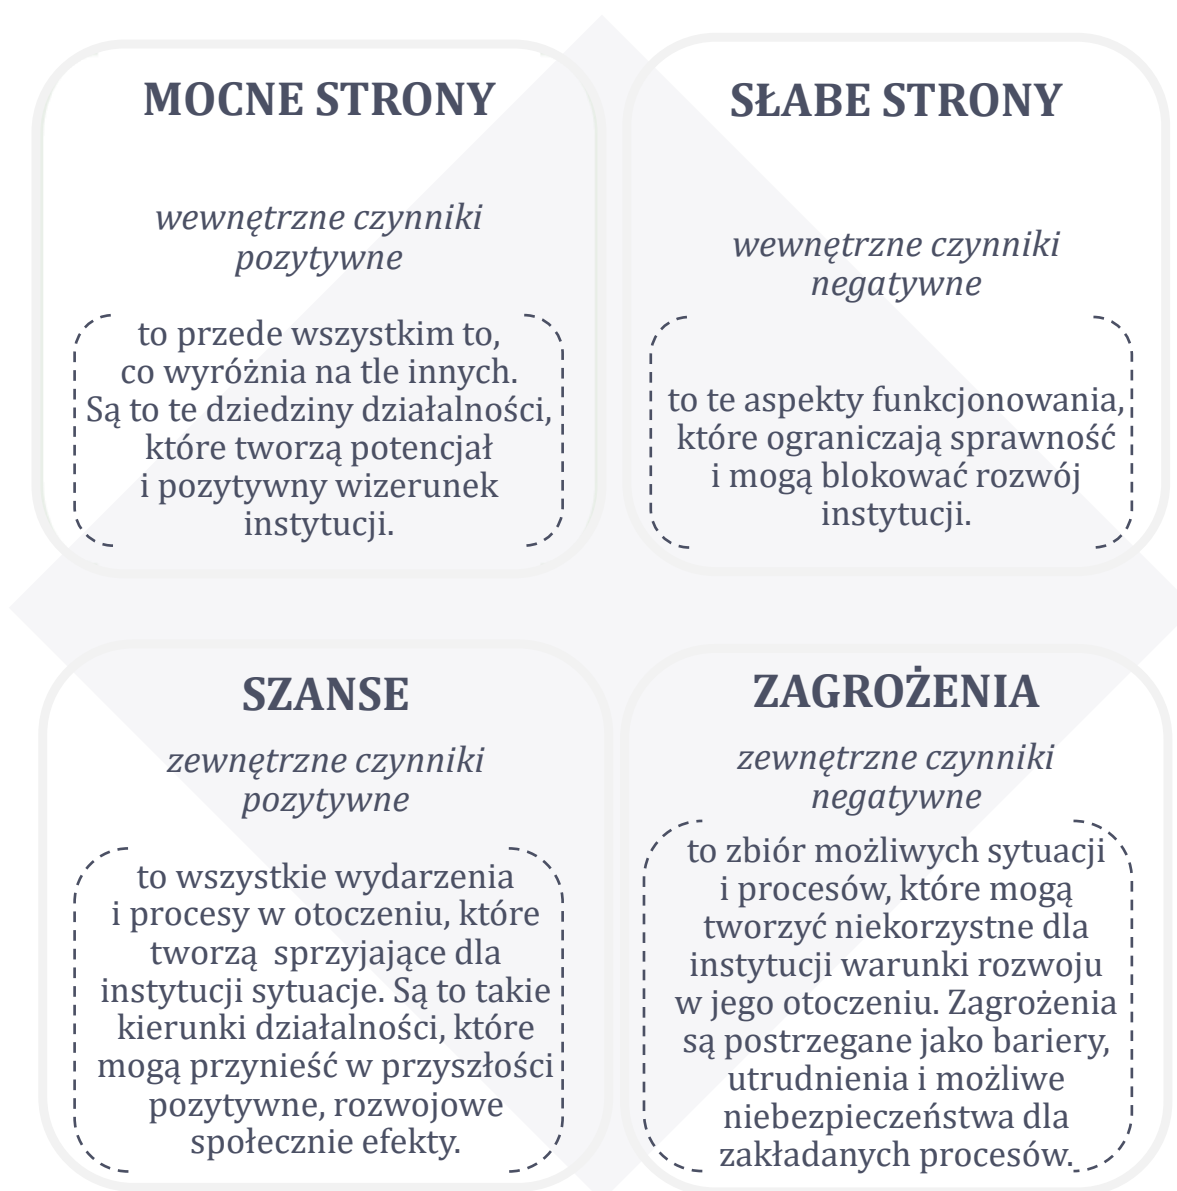 MOCNE STRONY
wewnętrzne czynniki
pozytywne
to przede wszystkim to,
co wyróżnia na tle innych.
Są to te dziedziny działalności,
które tworzą potencjał
i pozytywny wizerunek
instytucji.
SŁABE STRONY
wewnętrzne czynniki
negatywne
to te aspekty funkcjonowania,
które ograniczają sprawność
i mogą blokować rozwój
instytucji.
SZANSE
zewnętrzne czynniki
pozytywne
to wszystkie wydarzenia
i procesy w otoczeniu, które
tworzą  sprzyjające dla
instytucji sytuacje. Są to takie
kierunki działalności, które
mogą przynieść w przyszłości
pozytywne, rozwojowe
społecznie efekty.
ZAGROŻENIA
zewnętrzne czynniki
negatywne
to zbiór możliwych sytuacji
i procesów, które mogą
tworzyć niekorzystne dla
instytucji warunki rozwoju
w jego otoczeniu. Zagrożenia
są postrzegane jako bariery,
utrudnienia i możliwe
niebezpieczeństwa dla
zakładanych procesów.